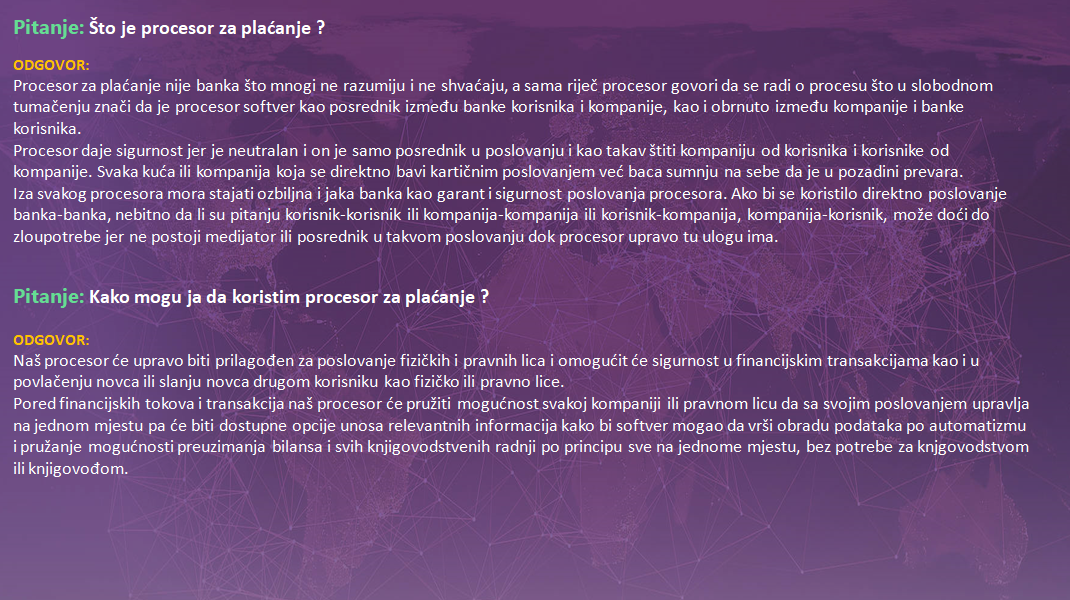 Pitanje: Što je procesor za plaćanje ?
ODGOVOR:
Procesor za plaćanje nije banka što mnogi ne razumiju i ne shvaćaju, a sama riječ procesor govori da se radi o procesu što u slobodnom
tumačenju znači da je procesor softver kao posrednik između banke korisnika i kompanije, kao i obrnuto između kompanije i banke
korisnika.
Procesor daje sigurnost jer je neutralan i on je samo posrednik u poslovanju i kao takav štiti kompaniju od korisnika i korisnike od
kompanije. Svaka kuća ili kompanija koja se direktno bavi kartičnim poslovanjem već baca sumnju na sebe da je u pozadini prevara.
Iza svakog procesora mora stajati ozbiljna i jaka banka kao garant i sigurnost poslovanja procesora. Ako bi se koristilo direktno poslovanje
banka-banka, nebitno da li su pitanju korisnik-korisnik ili kompanija-kompanija ili korisnik-kompanija, kompanija-korisnik, može doći do
zloupotrebe jer ne postoji medijator ili posrednik u takvom poslovanju dok procesor upravo tu ulogu ima.
Pitanje: Kako mogu ja da koristim procesor za plaćanje ?
ODGOVOR:
Naš procesor će upravo biti prilagođen za poslovanje fizičkih i pravnih lica i omogućit će sigurnost u financijskim transakcijama kao i u
povlačenju novca ili slanju novca drugom korisniku kao fizičko ili pravno lice.
Pored financijskih tokova i transakcija naš procesor će pružiti mogućnost svakoj kompaniji ili pravnom licu da sa svojim poslovanjem upravlja
na jednom mjestu pa će biti dostupne opcije unosa relevantnih informacija kako bi softver mogao da vrši obradu podataka po automatizmu
i pružanje mogućnosti preuzimanja bilansa i svih knjigovodstvenih radnji po principu sve na jednome mjestu, bez potrebe za knjgovodstvom
ili knjigovođom.